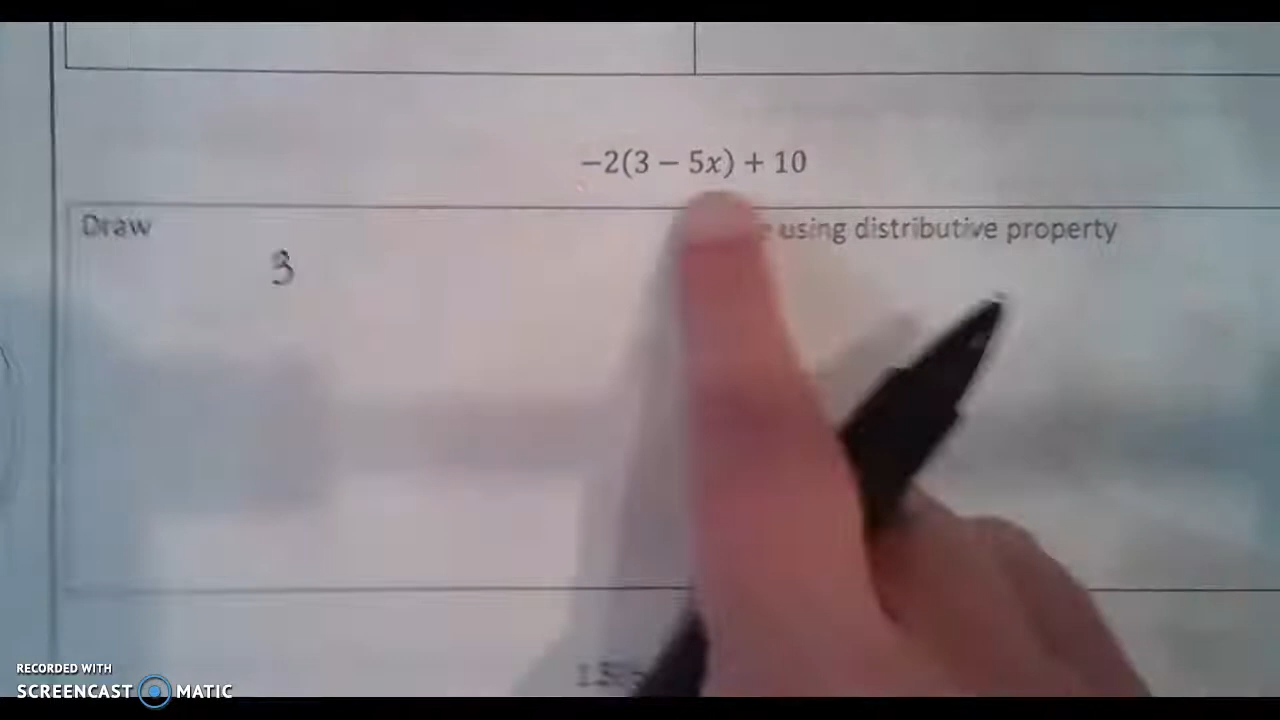 −2(3 − 5x) + 10
Draw
using distributive property
3
RECORDED WITH
SCREENCAST MATIC